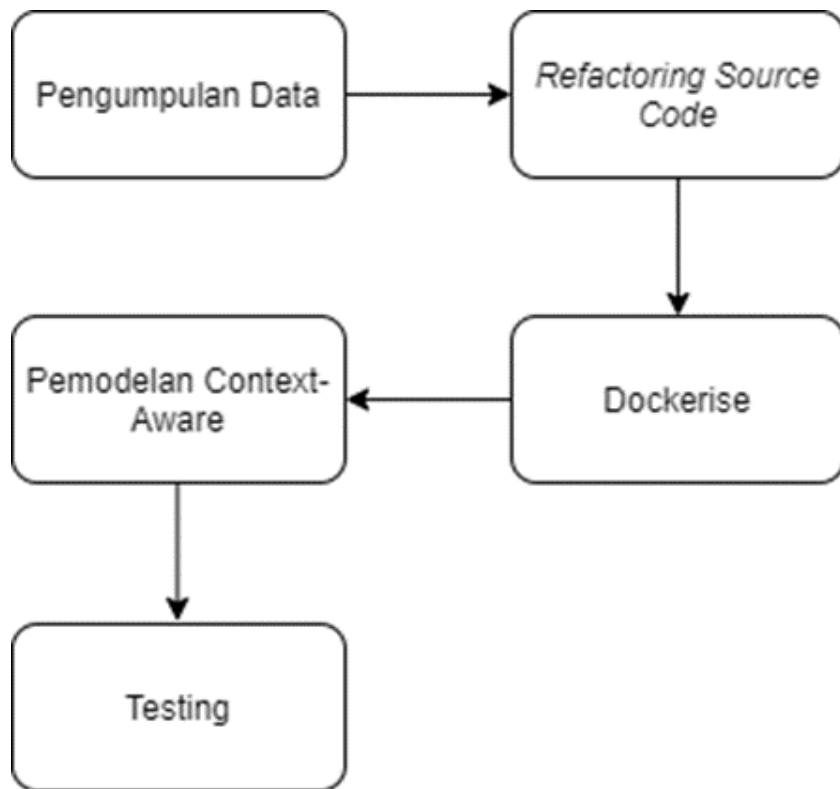 Pengumpulan Data
Refactoring Source
Code
Dockerise
Pemodelan Context-
Aware
Testing